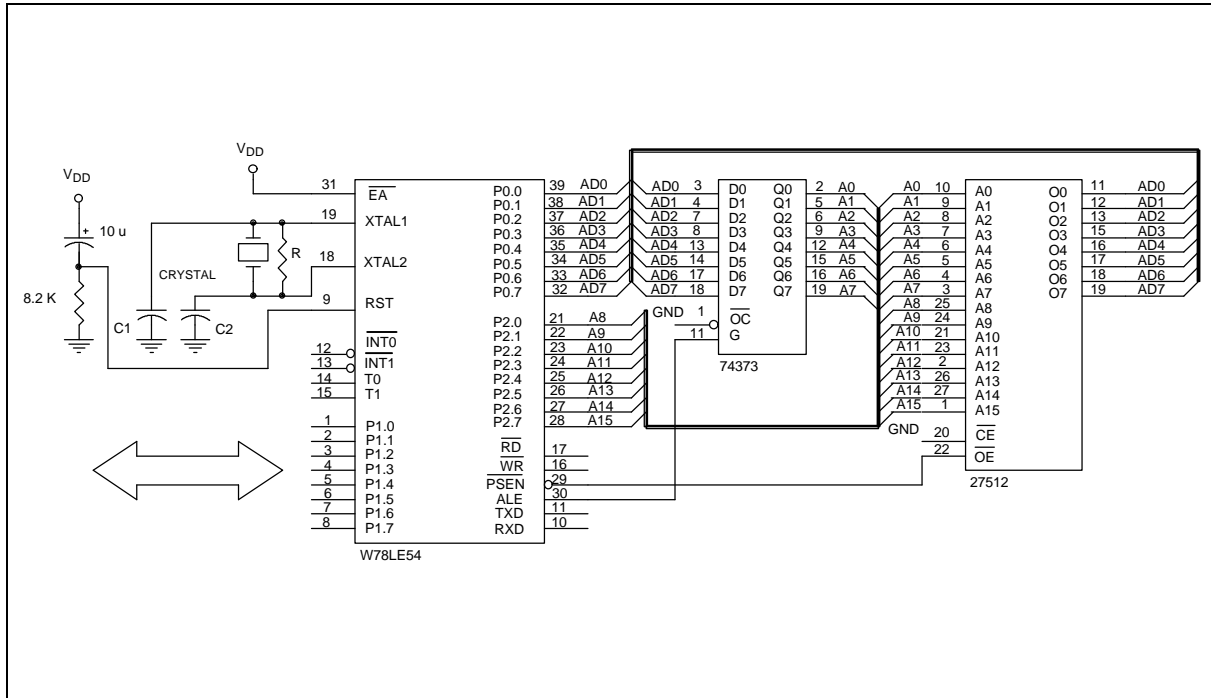 VDD
VDD
10 u
8.2 K
CRYSTAL
C1
C2
R
31
19
18
9
12
13
14
15
1
2
3
4
5
6
7
8
EA
XTAL1
XTAL2
RST
INT0
INT1
T0
T1
P1.0
P1.1
P1.2
P1.3
P1.4
P1.5
P1.6
P1.7
P0.0 39 AD0
P0.1 38 AD1
P0.2 37 AD2
P0.3 36 AD3
P0.4 35 AD4
P0.5 34 AD5
P0.6 33 AD6
P0.7 32 AD7
P2.0 21 A8
P2.1 22 A9
P2.2 23 A10
P2.3 24 A11
P2.4 25 A12
P2.5 26 A13
P2.6 27 A14
P2.7 28 A15
RD 17
WR 16
PSEN 29
ALE 30
TXD 11
RXD 10
W78LE54
AD0 3 D0 Q0 2 A0
AD1 4 D1 Q1 5 A1
AD2 7 D2 Q2 6 A2
AD3 8 D3 Q3 9 A3
AD4 13 D4 Q4 12 A4
AD5 14 D5 Q5 15 A5
AD6 17 D6 Q6 16 A6
AD7 18 D7 Q7 19 A7
GND 1 OC
11 G
74373
A0 10 A0 O0 11 AD0
A1 9 A1 O1 12 AD1
A2 8 A2 O2 13 AD2
A3 7 A3 O3 15 AD3
A4 6 A4 O4 16 AD4
A5 5 A5 O5 17 AD5
A6 4 A6 O6 18 AD6
A7 3 A7 O7 19 AD7
A8 25 A8
A9 24 A9
A10 21 A10
A11 23 A11
A12 2 A12
A13 26 A13
A14 27 A14
A15 1 A15
GND 20 CE
22 OE
27512